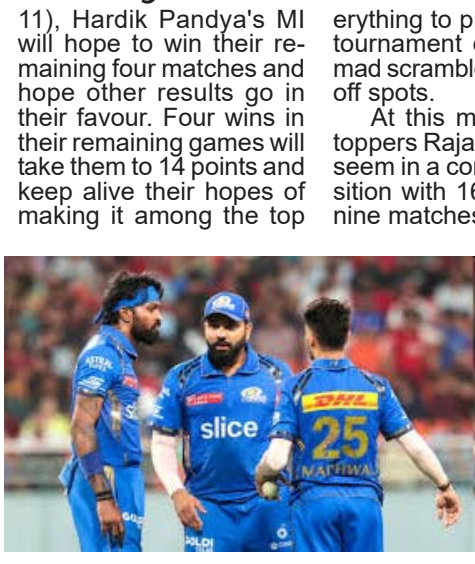 11), Hardik Pandya's MI
will hope to win their re-
maining four matches and
hope other results go in
their favour. Four wins in
their remaining games will
take them to 14 points and
keep alive their hopes of
making it among the top
erything to p
tournament
mad scramble
off spots.
At this m
toppers Raja
seem in a co
sition with 16
nine matches
slice
GOLDI
DHL
25
MADHWAL